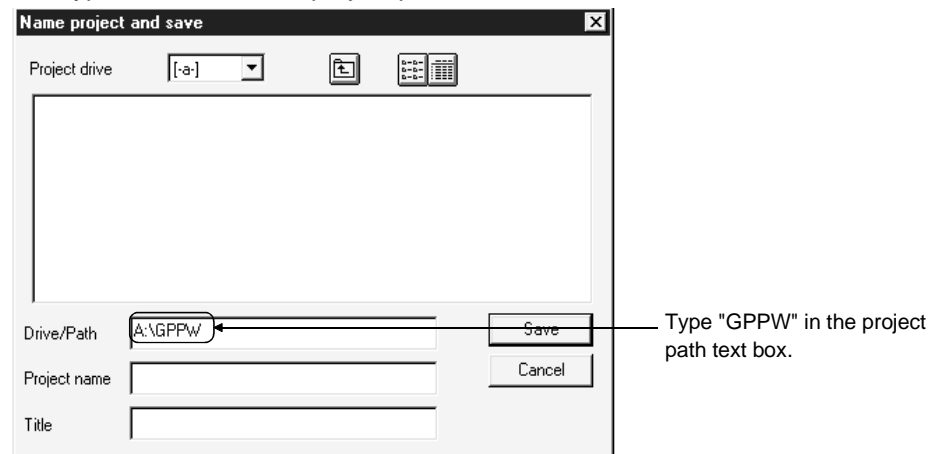 Name project and save
Project drive [-a-]
Drive/Path A:\GPPW Save
Type "GPPW" in the project
path text box.
Project name Cancel
Title